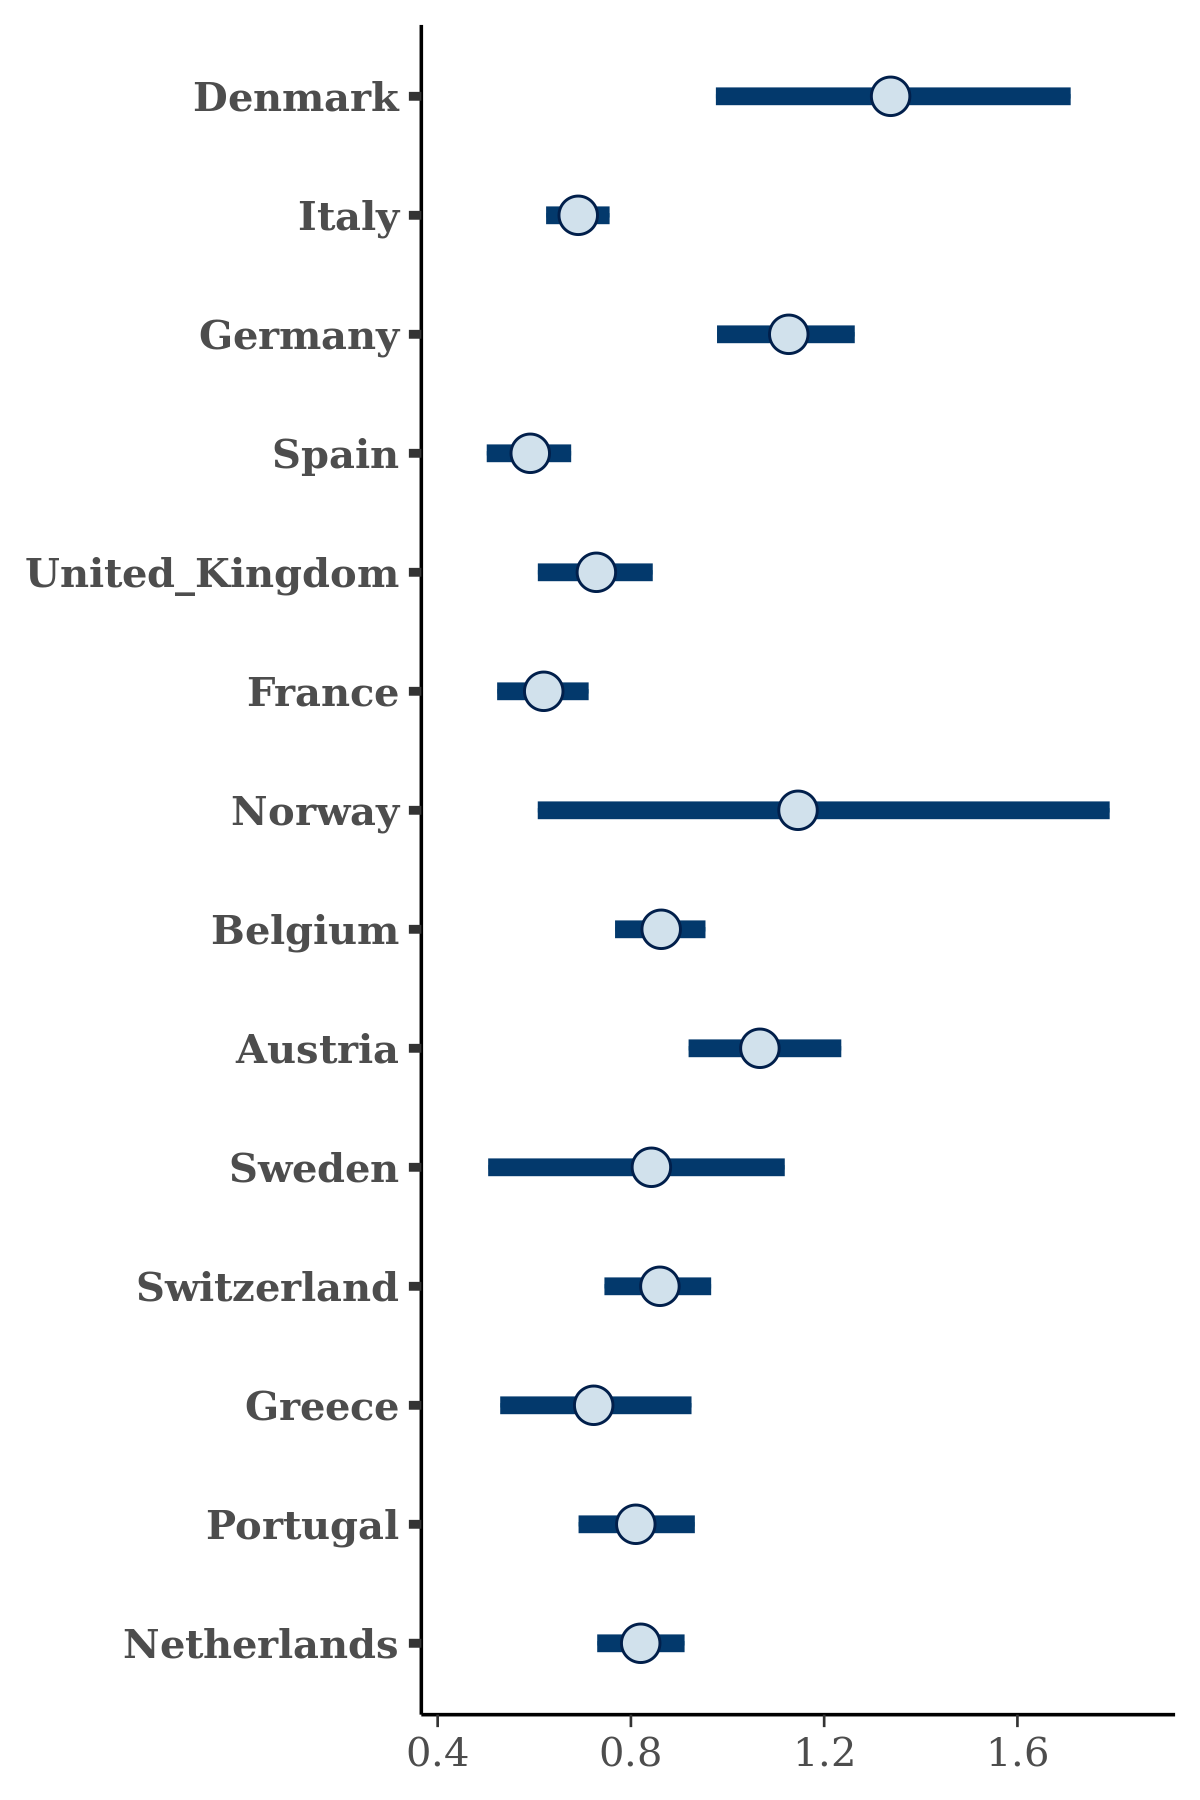 Denmark
Italy
Germany
Spain
United_Kingdom
France
Norway
Belgium
Austria
Sweden
Switzerland
Greece
Portugal
Netherlands
0.4 0.8 1.2 1.6